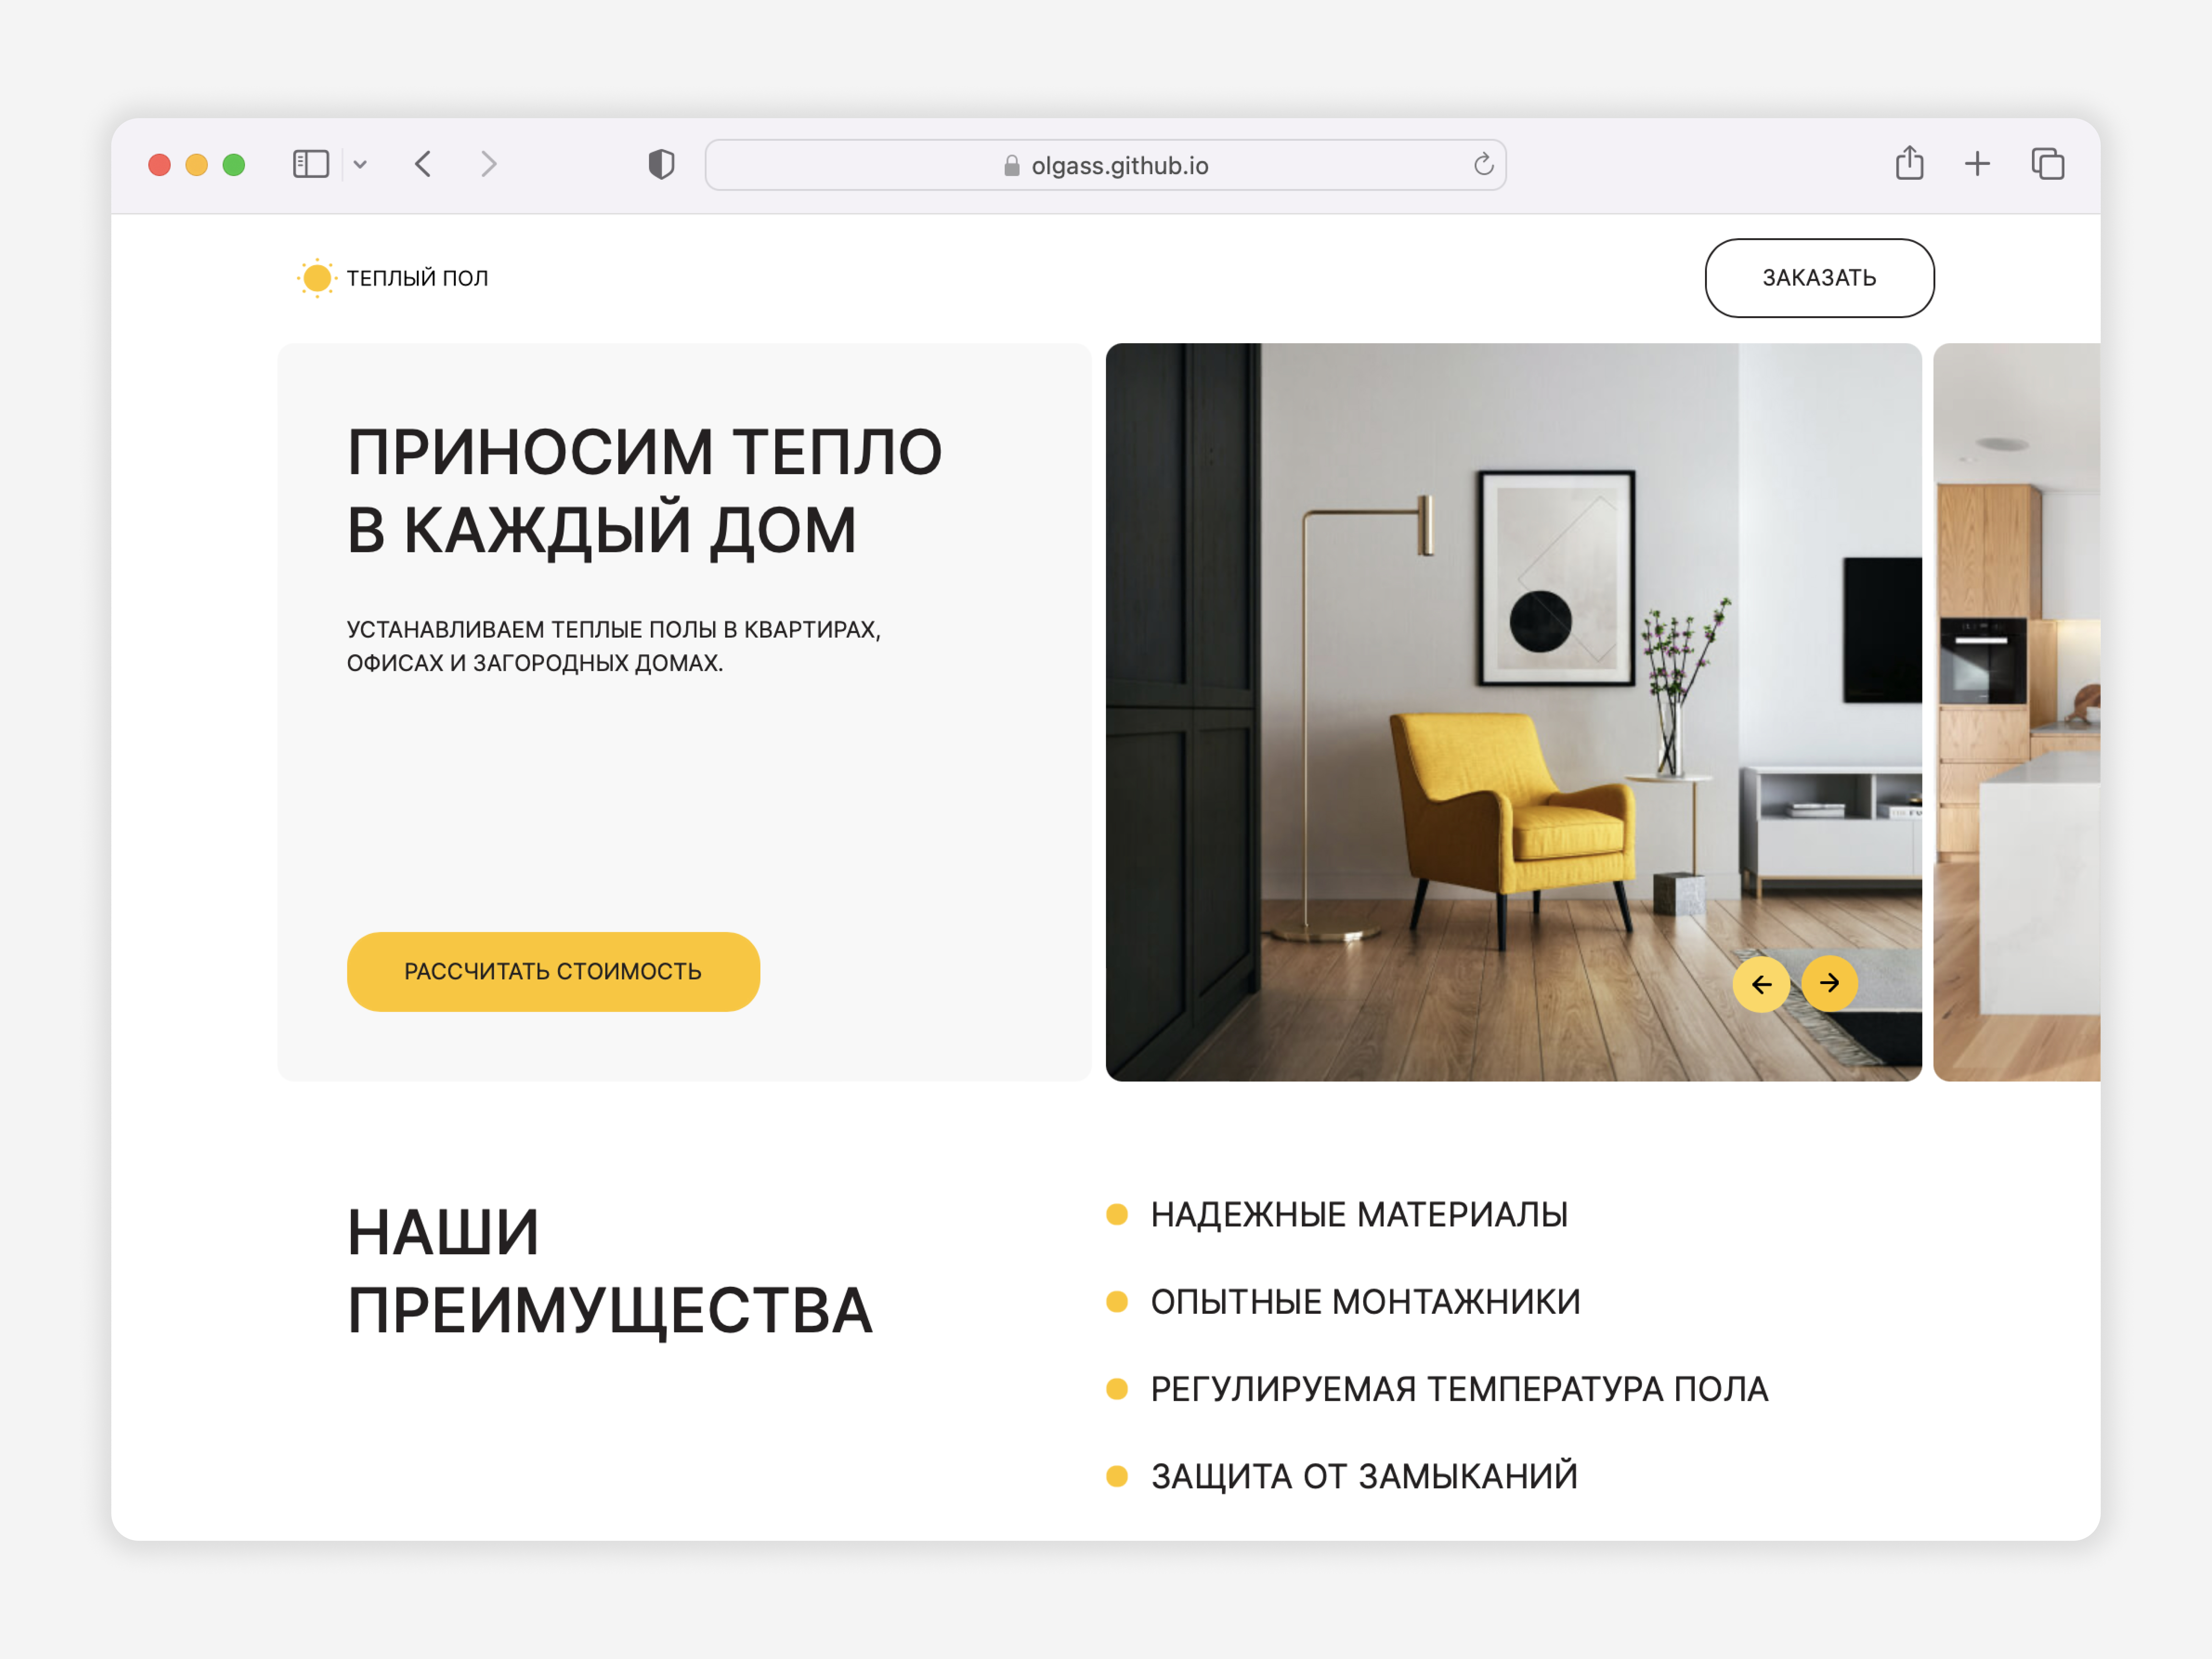 olgass.github.io
ТЕПЛЫЙ ПОЛ
ЗАКАЗАТЬ
ПРИНОСИМ ТЕПЛО
В КАЖДЫЙ ДОМ
УСТАНАВЛИВАЕМ ТЕПЛЫЕ ПОЛЫ В КВАРТИРАХ,
ОФИСАХ И ЗАГОРОДНЫХ ДОМАХ.
РАССЧИТАТЬ СТОИМОСТЬ
НАШИ
ПРЕИМУЩЕСТВА
НАДЕЖНЫЕ МАТЕРИАЛЫ
ОПЫТНЫЕ МОНТАЖНИКИ
РЕГУЛИРУЕМАЯ ТЕМПЕРАТУРА ПОЛА
ЗАЩИТА ОТ ЗАМЫКАНИЙ